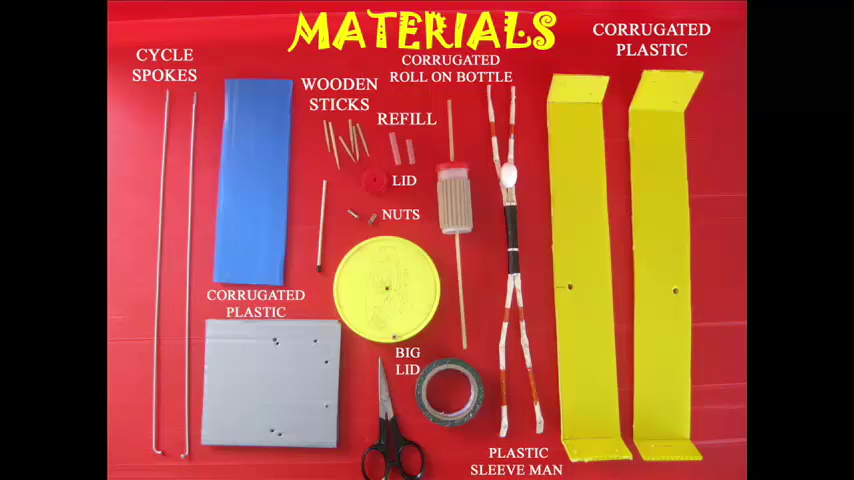 MATERIALS
CYCLE
SPOKES
WOODEN
STICKS
REFILL
LID
NUTS
CORRUGATED
ROLL ON BOTTLE
CORRUGATED
PLASTIC
CORRUGATED
PLASTIC
BIG
LID
PLASTIC
SLEEVE MAN